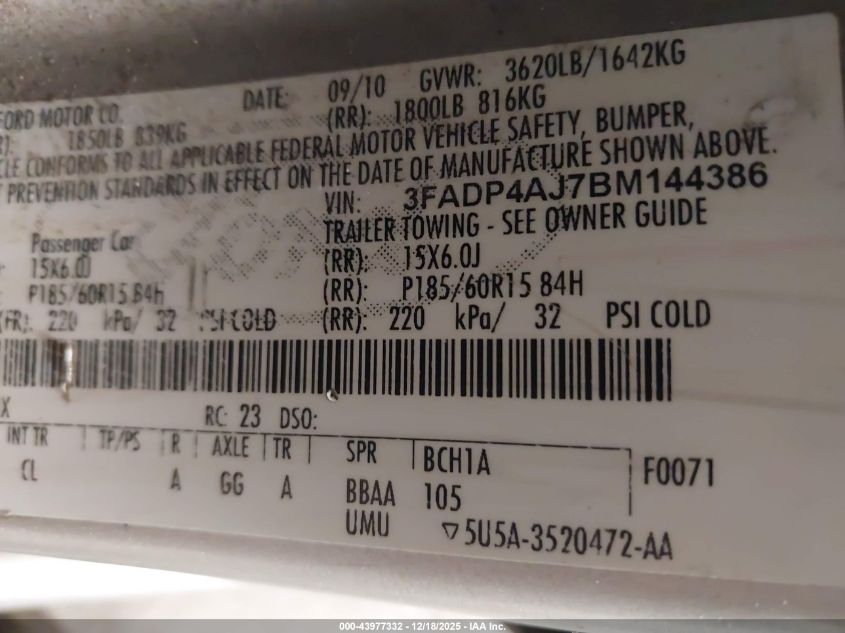 FORD MOTOR CO. DATE: 09/10 GVWR: 3620LB/1642KG
1850LB 839KG (RR): 1800LB 816KG
CONFORMS TO ALL APPLICABLE FEDERAL MOTOR VEHICLE SAFETY, BUMPER,
PREVENTION STANDARDS IN EFFECT ON THE DATE OF MANUFACTURE SHOWN ABOVE.
VIN: 3FADP4AJ7BM144386
TRAILER TOWING - SEE OWNER GUIDE
Passenger Car
15X6.0J (RR): 15X6.0J
P185/60R15 84H (RR): P185/60R15 84H
(FR): 220 kPa/ 32 PSI COLD (RR): 220 kPa/ 32 PSI COLD
X RC: 23 DSO:
INT TR TP/PS R AXLE TR SPR BCH1A F0071
CL A GG A BBAA 105
UMU 5U5A-3520472-AA
000-43977332 - 12/18/2025 - IAA Inc.